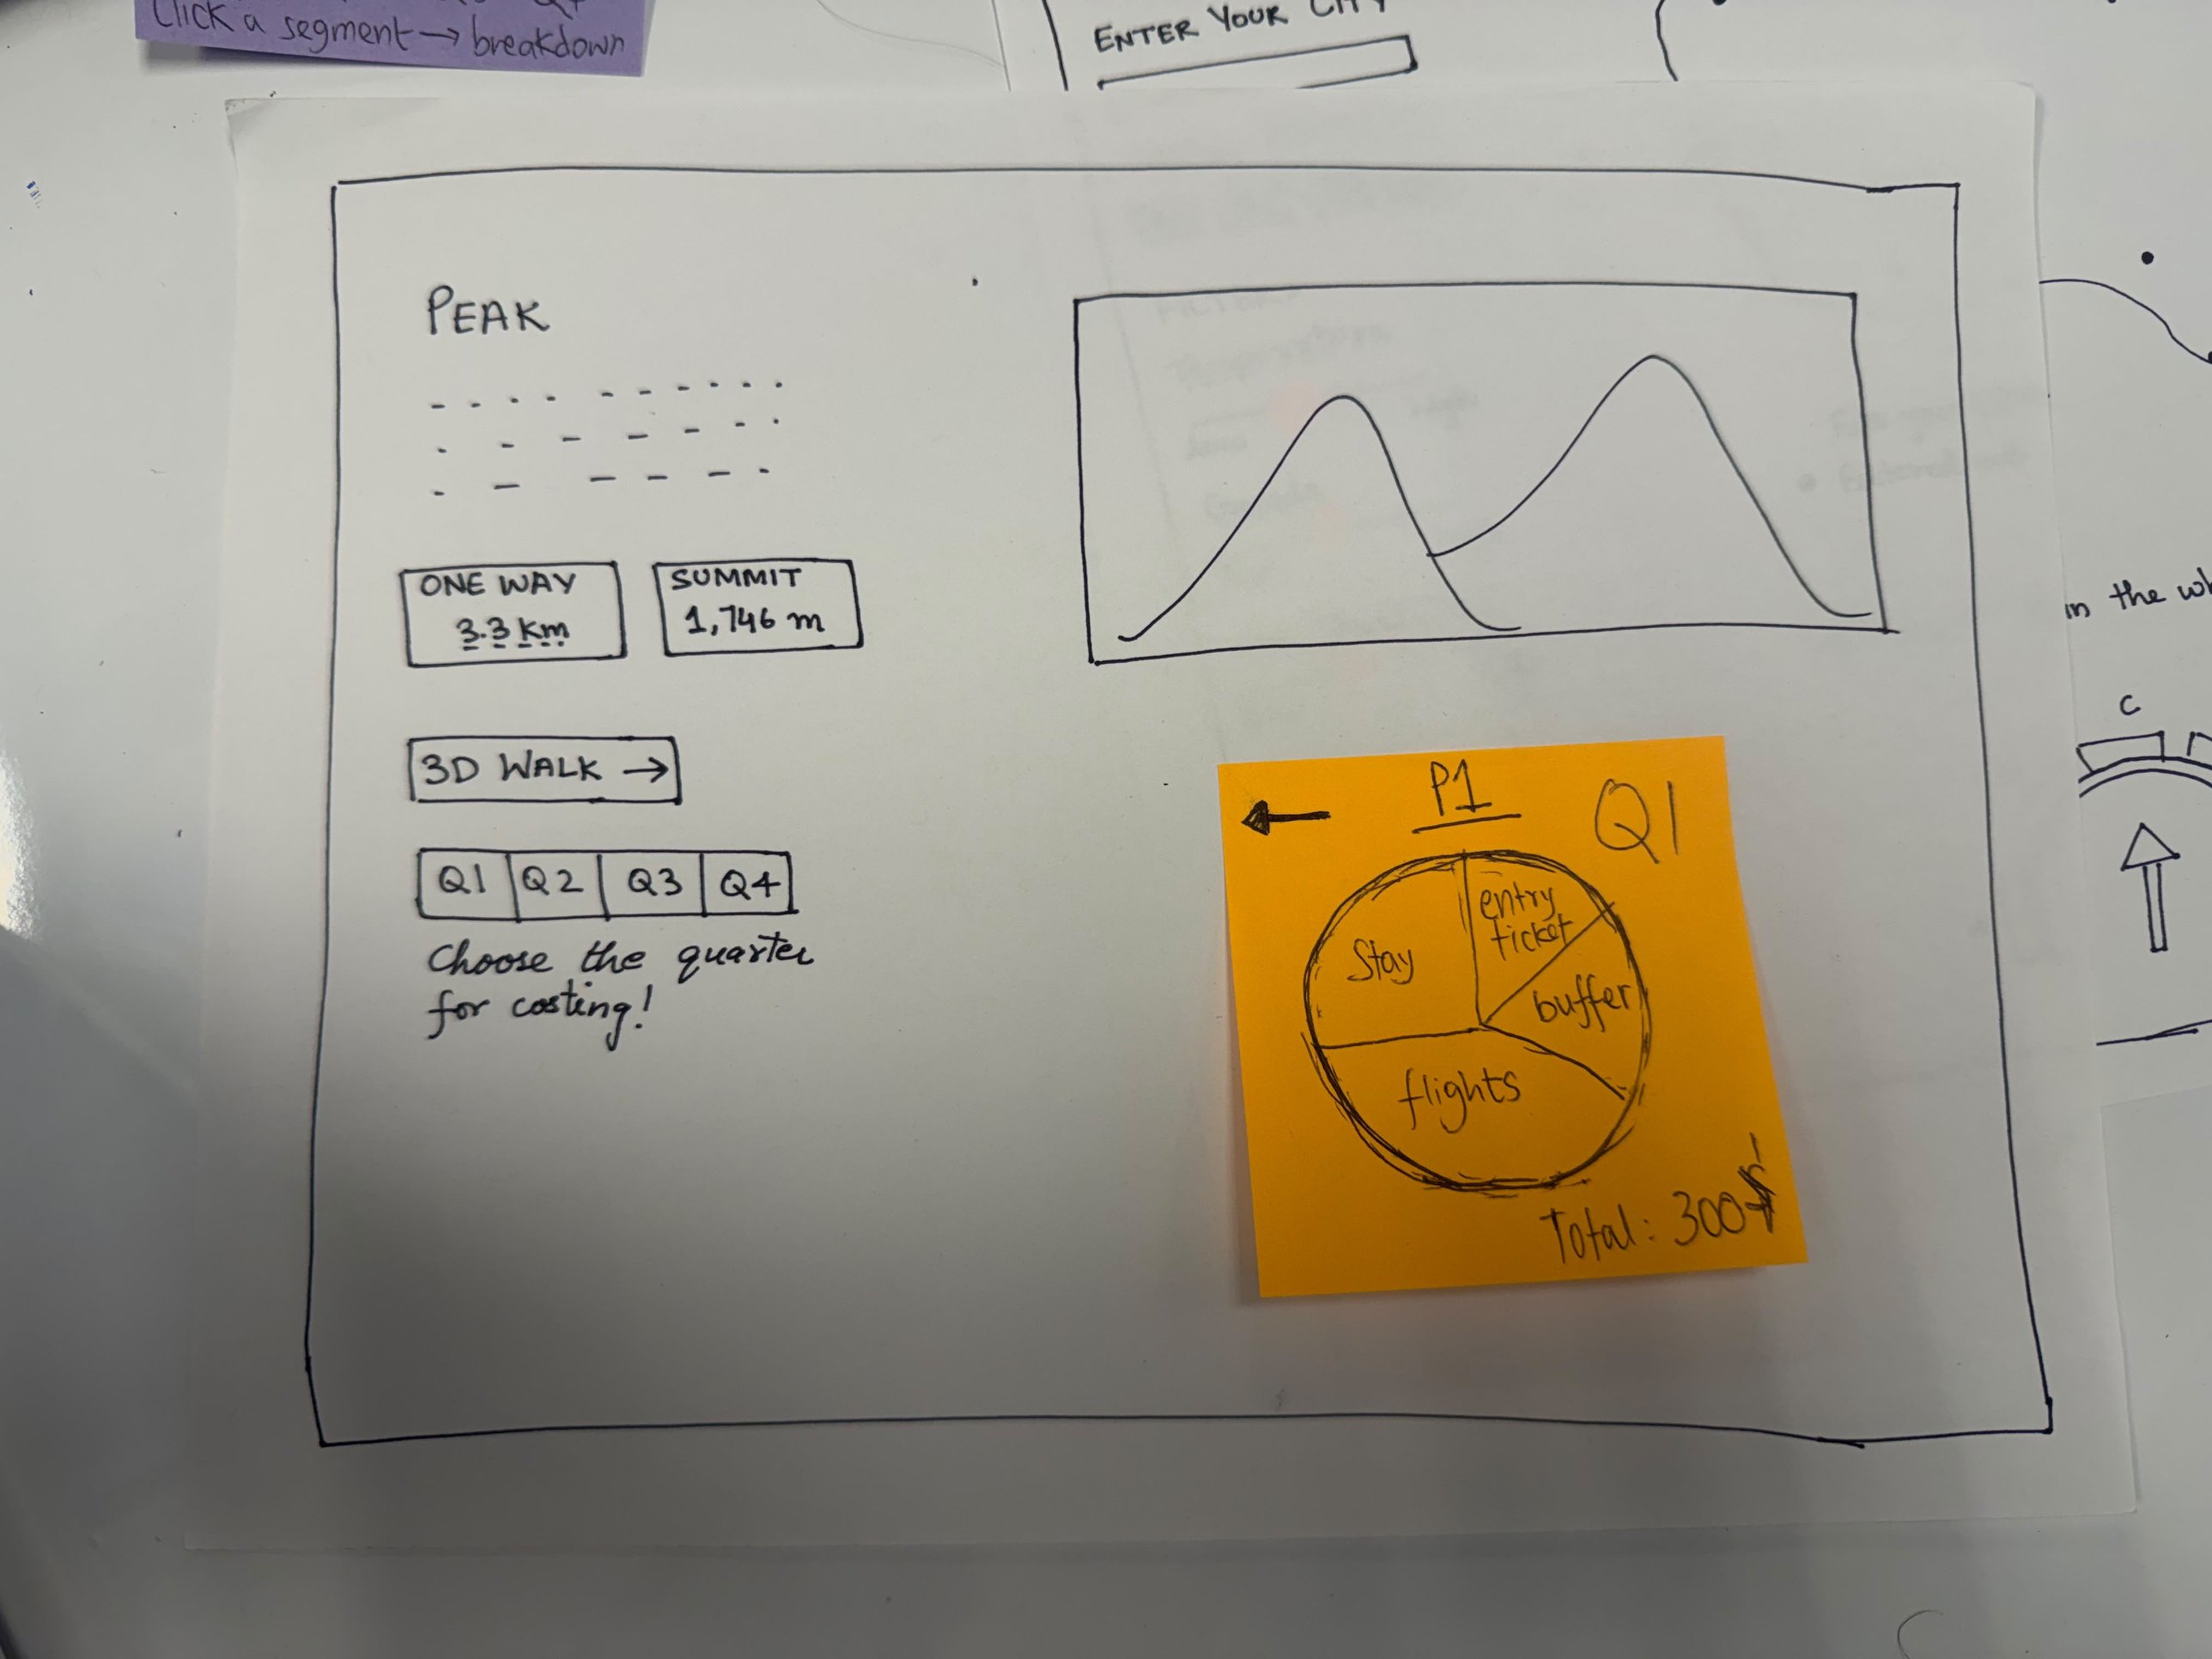 Click a segment → breakdown
ENTER YOUR CITY
PEAK
ONE WAY
3.3 Km
SUMMIT
1,746 m
3D WALK →
Q1 Q2 Q3 Q4
Choose the quarter
for costing!
← P1 Q1
Stay
entry
ticket
buffer
flights
Total: 300$
in the
C